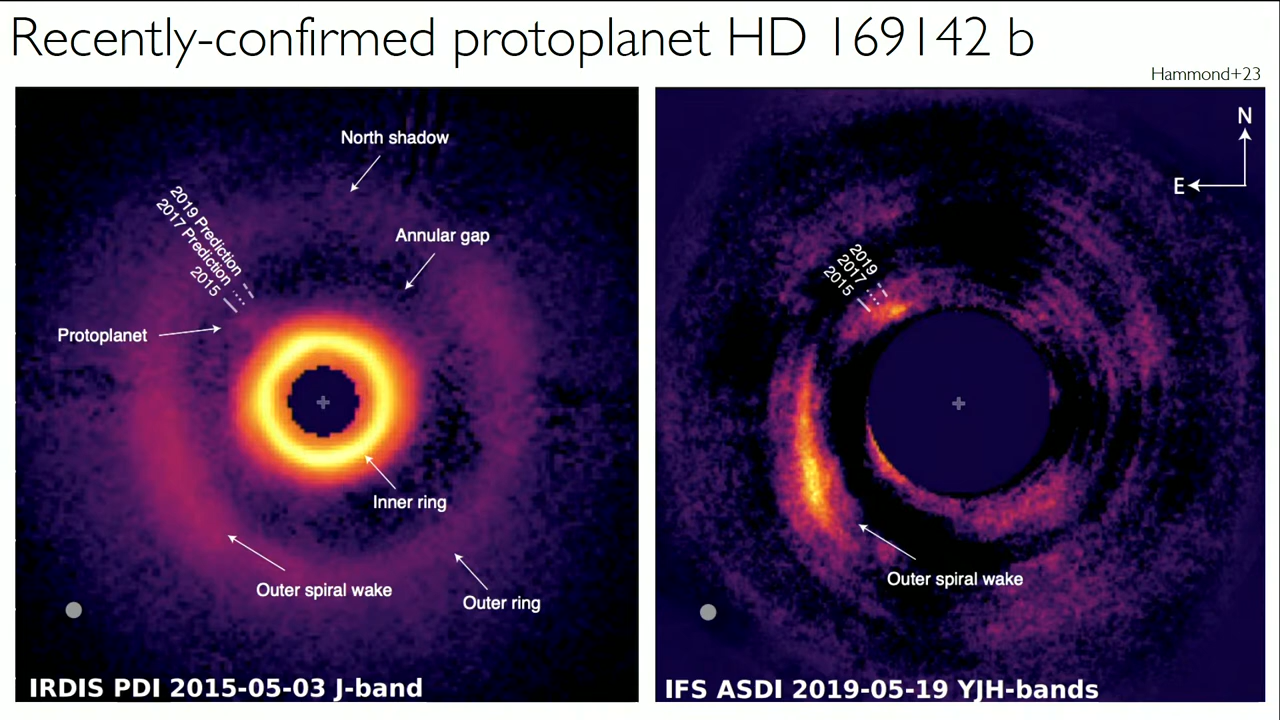 Recently-confirmed protoplanet HD 169142 b
Hammond+23
North shadow
Annular gap
2019 Prediction
2017 Prediction
2015
Protoplanet
Inner ring
Outer spiral wake
Outer ring
IRDIS PDI 2015-05-03 J-band
N
E
2019
2017
2015
Outer spiral wake
IFS ASDI 2019-05-19 YJH-bands